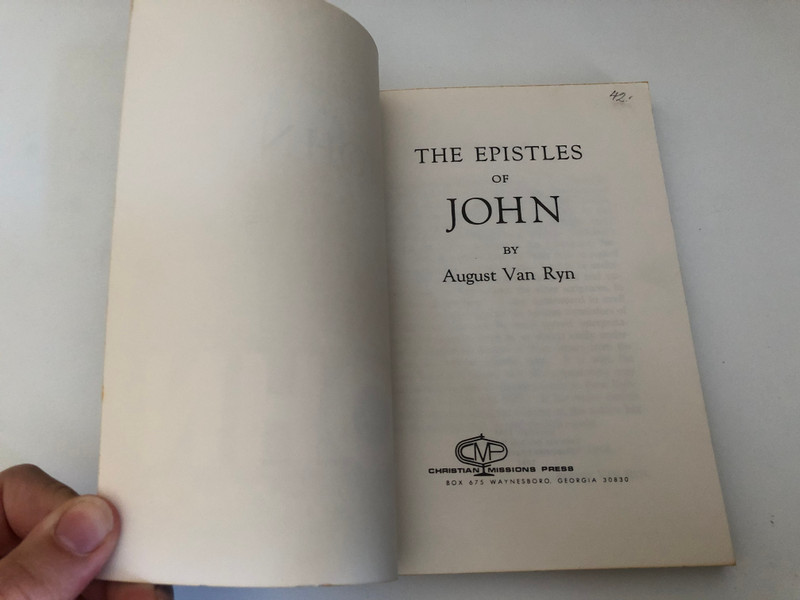 42.
THE EPISTLES
OF
JOHN
BY
August Van Ryn
CMP
CHRISTIAN MISSIONS PRESS
BOX 675 WAYNESBORO, GEORGIA 30830